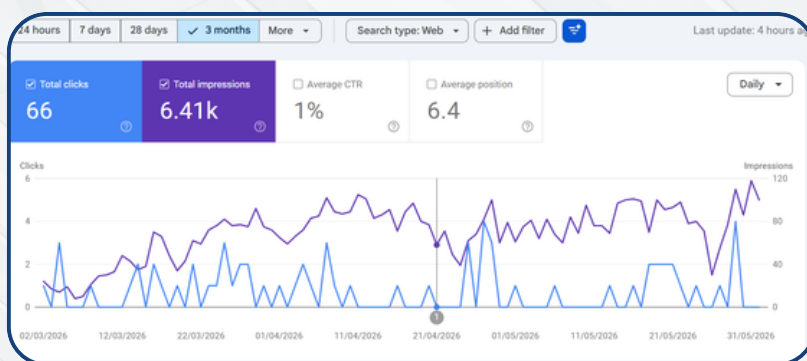 24 hours 7 days 28 days 3 months More Search type: Web + Add filter Last update: 4 hours
Total clicks Total impressions Average CTR Average position Daily
66 6.41k 1% 6.4
Clicks Impressions
6 120
4 80
2 40
0 0
1
02/03/2026 12/03/2026 22/03/2026 01/04/2026 11/04/2026 21/04/2026 01/05/2026 11/05/2026 21/05/2026 31/05/2026